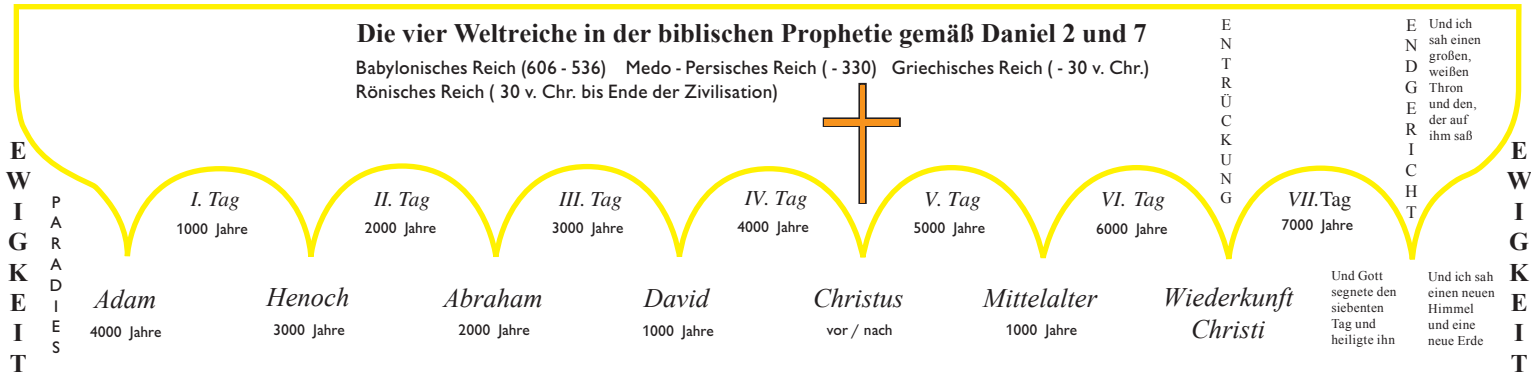 Die vier Weltreiche in der biblischen Prophetie gemäß Daniel 2 und 7
Babylonisches Reich (606 - 536) Medo - Persisches Reich ( - 330) Griechisches Reich ( - 30 v. Chr.)
Rönisches Reich ( 30 v. Chr. bis Ende der Zivilisation)
ENTRÜCKUNG
ENDGERICHT
Und ich
sah einen
großen,
weißen
Thron
und den,
der auf
ihm saß
EWIGKEIT
PARADIES
I. Tag
1000 Jahre
II. Tag
2000 Jahre
III. Tag
3000 Jahre
IV. Tag
4000 Jahre
V. Tag
5000 Jahre
VI. Tag
6000 Jahre
VII.Tag
7000 Jahre
EWIGKEIT
Adam
4000 Jahre
Henoch
3000 Jahre
Abraham
2000 Jahre
David
1000 Jahre
Christus
vor / nach
Mittelalter
1000 Jahre
Wiederkunft
Christi
Und Gott
segnete den
siebenten
Tag und
heiligte ihn
Und ich sah
einen neuen
Himmel
und eine
neue Erde